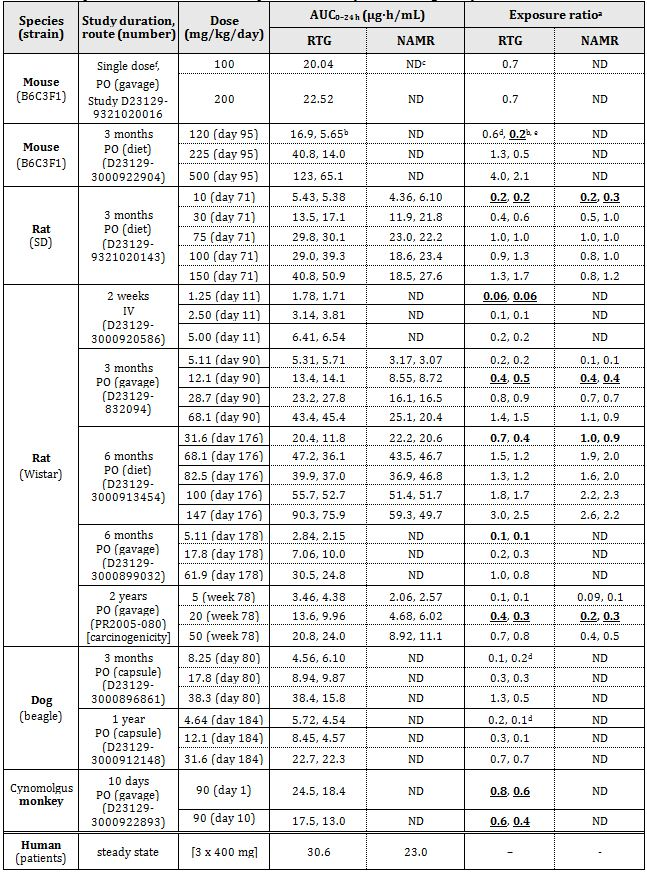 Species (strain) | Study duration, route (number) | Dose (mg/kg/day) | AUC₀₋₂₄ₕ (µg·h/mL) | Exposure ratioᵃ
RTG | NAMR | RTG | NAMR
Mouse (B6C3F1) | Single doseᶠ, PO (gavage) Study D23129-9321020016 | 100 | 20.04 | NDᶜ | 0.7 | ND
200 | 22.52 | ND | 0.7 | ND
Mouse (B6C3F1) | 3 months PO (diet) (D23129-3000922904) | 120 (day 95) | 16.9, 5.65ᵇ | ND | 0.6ᵈ, 0.2ᵇ, ᵉ | ND
225 (day 95) | 40.8, 14.0 | ND | 1.3, 0.5 | ND
500 (day 95) | 123, 65.1 | ND | 4.0, 2.1 | ND
Rat (SD) | 3 months PO (diet) (D23129-9321020143) | 10 (day 71) | 5.43, 5.38 | 4.36, 6.10 | 0.2, 0.2 | 0.2, 0.3
30 (day 71) | 13.5, 17.1 | 11.9, 21.8 | 0.4, 0.6 | 0.5, 1.0
75 (day 71) | 29.8, 30.1 | 23.0, 22.2 | 1.0, 1.0 | 1.0, 1.0
100 (day 71) | 29.0, 39.3 | 18.6, 23.4 | 0.9, 1.3 | 0.8, 1.0
150 (day 71) | 40.8, 50.9 | 18.5, 27.6 | 1.3, 1.7 | 0.8, 1.2
Rat (Wistar) | 2 weeks IV (D23129-3000920586) | 1.25 (day 11) | 1.78, 1.71 | ND | 0.06, 0.06 | ND
2.50 (day 11) | 3.14, 3.81 | ND | 0.1, 0.1 | ND
5.00 (day 11) | 6.41, 6.54 | ND | 0.2, 0.2 | ND
3 months PO (gavage) (D23129-832094) | 5.11 (day 90) | 5.31, 5.71 | 3.17, 3.07 | 0.2, 0.2 | 0.1, 0.1
12.1 (day 90) | 13.4, 14.1 | 8.55, 8.72 | 0.4, 0.5 | 0.4, 0.4
28.7 (day 90) | 23.2, 27.8 | 16.1, 16.5 | 0.8, 0.9 | 0.7, 0.7
68.1 (day 90) | 43.4, 45.4 | 25.1, 20.4 | 1.4, 1.5 | 1.1, 0.9
6 months PO (diet) (D23129-3000913454) | 31.6 (day 176) | 20.4, 11.8 | 22.2, 20.6 | 0.7, 0.4 | 1.0, 0.9
68.1 (day 176) | 47.2, 36.1 | 43.5, 46.7 | 1.5, 1.2 | 1.9, 2.0
82.5 (day 176) | 39.9, 37.0 | 36.9, 46.8 | 1.3, 1.2 | 1.6, 2.0
100 (day 176) | 55.7, 52.7 | 51.4, 51.7 | 1.8, 1.7 | 2.2, 2.3
147 (day 176) | 90.3, 75.9 | 59.3, 49.7 | 3.0, 2.5 | 2.6, 2.2
6 months PO (gavage) (D23129-3000899032) | 5.11 (day 178) | 2.84, 2.15 | ND | 0.1, 0.1 | ND
17.8 (day 178) | 7.06, 10.0 | ND | 0.2, 0.3 | ND
61.9 (day 178) | 30.5, 24.8 | ND | 1.0, 0.8 | ND
2 years PO (gavage) (PR2005-080) [carcinogenicity] | 5 (week 78) | 3.46, 4.38 | 2.06, 2.57 | 0.1, 0.1 | 0.09, 0.1
20 (week 78) | 13.6, 9.96 | 4.68, 6.02 | 0.4, 0.3 | 0.2, 0.3
50 (week 78) | 20.8, 24.0 | 8.92, 11.1 | 0.7, 0.8 | 0.4, 0.5
Dog (beagle) | 3 months PO (capsule) (D23129-3000896861) | 8.25 (day 80) | 4.56, 6.10 | ND | 0.1, 0.2ᵈ | ND
17.8 (day 80) | 8.94, 9.87 | ND | 0.3, 0.3 | ND
38.3 (day 80) | 38.4, 15.8 | ND | 1.3, 0.5 | ND
1 year PO (capsule) (D23129-3000912148) | 4.64 (day 184) | 5.72, 4.54 | ND | 0.2, 0.1ᵈ | ND
12.1 (day 184) | 8.45, 4.57 | ND | 0.3, 0.1 | ND
31.6 (day 184) | 22.7, 22.3 | ND | 0.7, 0.7 | ND
Cynomolgus monkey | 10 days PO (gavage) (D23129-3000922893) | 90 (day 1) | 24.5, 18.4 | ND | 0.8, 0.6 | ND
90 (day 10) | 17.5, 13.0 | ND | 0.6, 0.4 | ND
Human (patients) | steady state | [3 x 400 mg] | 30.6 | 23.0 | – | -